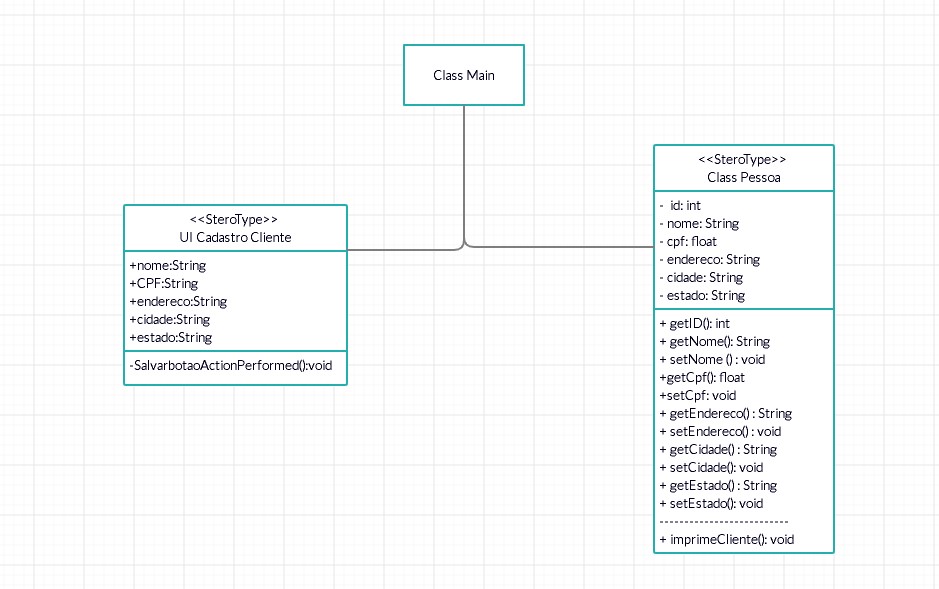 Class Main
<<SteroType>>
UI Cadastro Cliente
+nome:String
+CPF:String
+endereco:String
+cidade:String
+estado:String
-SalvarbotaoActionPerformed():void
<<SteroType>>
Class Pessoa
- id: int
- nome: String
- cpf: float
- endereco: String
- cidade: String
- estado: String
+ getID(): int
+ getNome(): String
+ setNome () : void
+getCpf(): float
+setCpf: void
+ getEndereco() : String
+ setEndereco() : void
+ getCidade() : String
+ setCidade(): void
+ getEstado() : String
+ setEstado(): void
---------------------------
+ imprimeCliente(): void